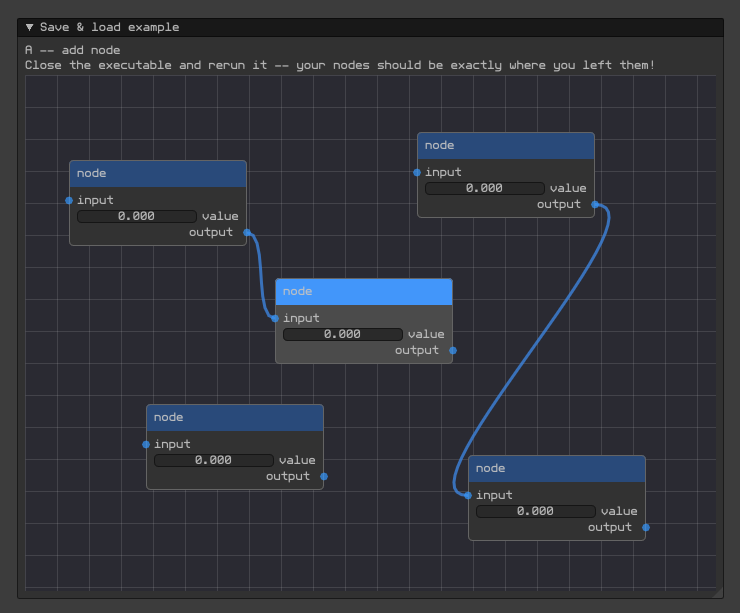 Save & load example
A -- add node
Close the executable and rerun it -- your nodes should be exactly where you left them!
node
input
0.000 value
output
node
input
0.000 value
output
node
input
0.000 value
output
node
input
0.000 value
output
node
input
0.000 value
output